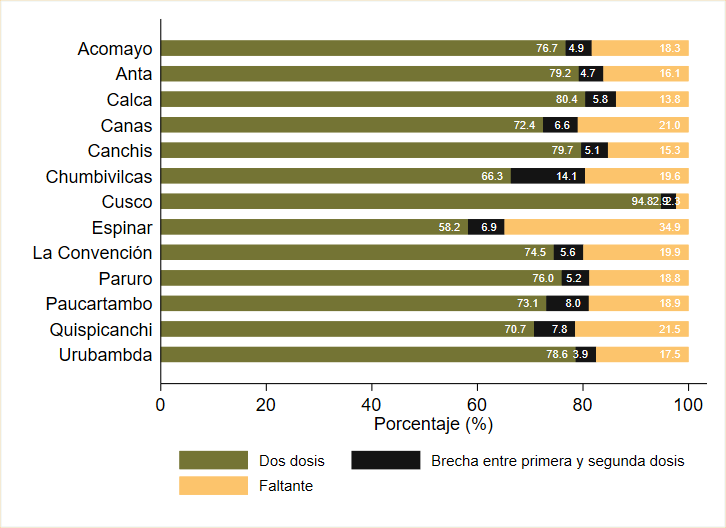 Acomayo 76.7 4.9 18.3
Anta 79.2 4.7 16.1
Calca 80.4 5.8 13.8
Canas 72.4 6.6 21.0
Canchis 79.7 5.1 15.3
Chumbivilcas 66.3 14.1 19.6
Cusco 94.8 2.9 2.3
Espinar 58.2 6.9 34.9
La Convención 74.5 5.6 19.9
Paruro 76.0 5.2 18.8
Paucartambo 73.1 8.0 18.9
Quispicanchi 70.7 7.8 21.5
Urubambda 78.6 3.9 17.5
0 20 40 60 80 100
Porcentaje (%)
Dos dosis Brecha entre primera y segunda dosis
Faltante